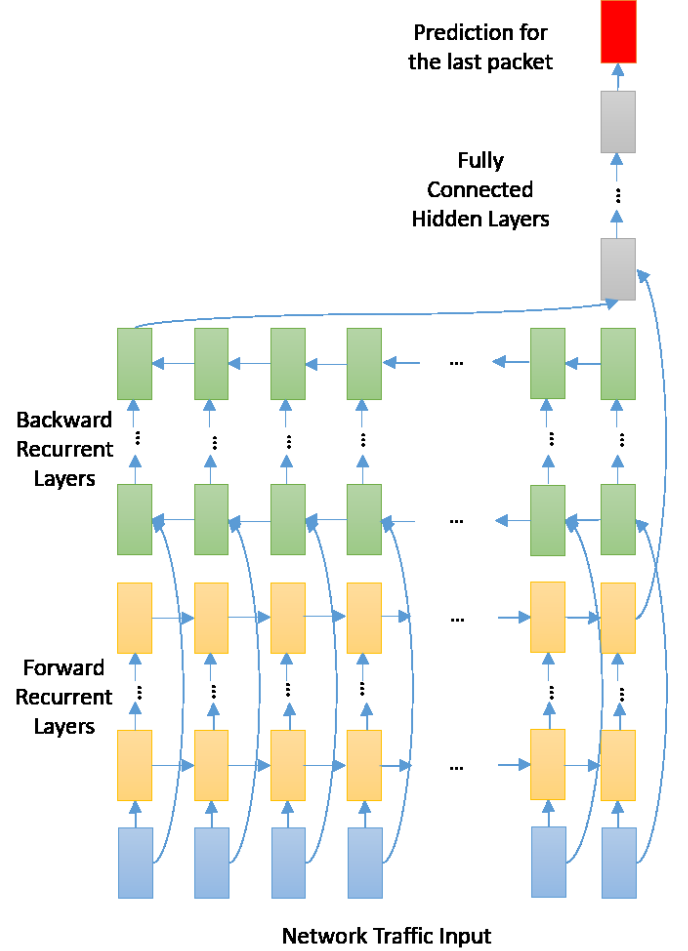 Prediction for
the last packet
Fully
Connected
Hidden Layers
...
Backward
Recurrent
Layers
...
...
Forward
Recurrent
Layers
...
...
Network Traffic Input